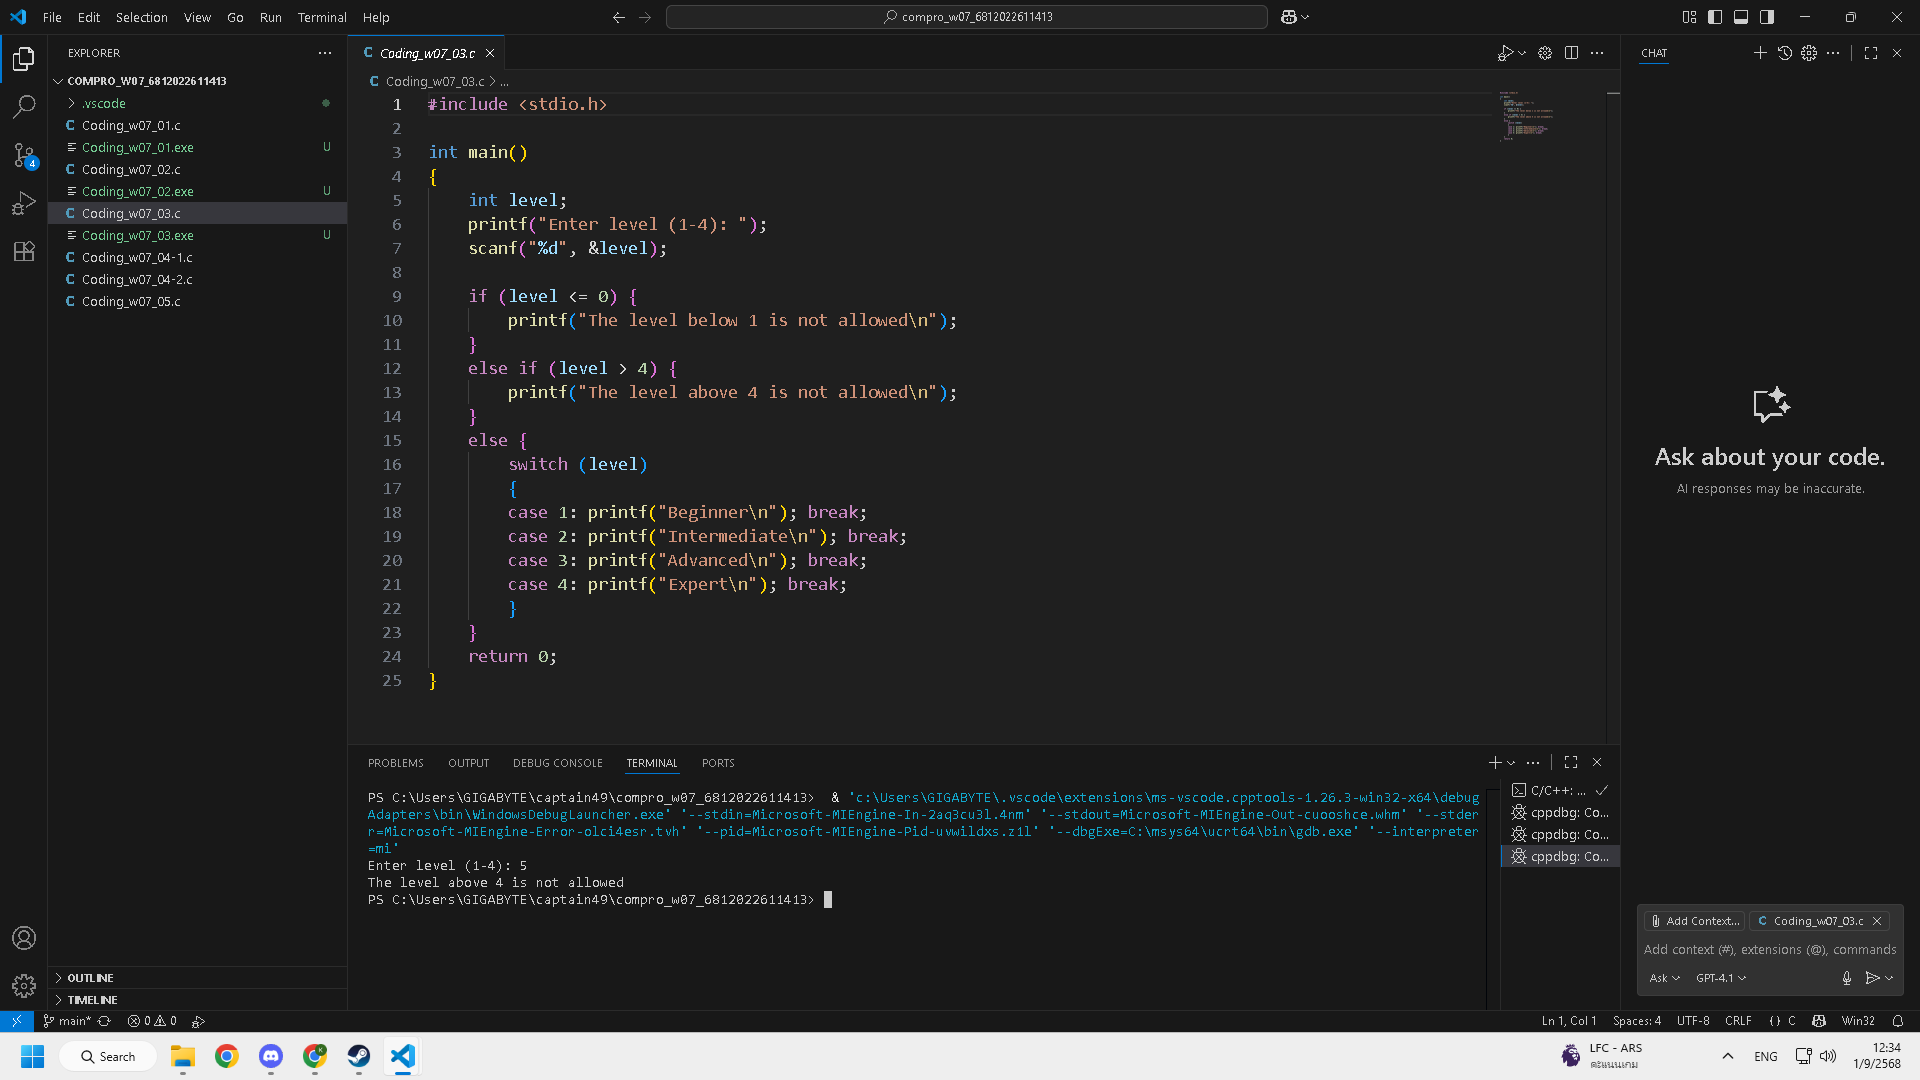 File Edit Selection View Go Run Terminal Help
compro_w07_6812022611413
EXPLORER
COMPRO_W07_6812022611413
.vscode
Coding_w07_01.c
Coding_w07_01.exe U
Coding_w07_02.c
Coding_w07_02.exe U
Coding_w07_03.c
Coding_w07_03.exe U
Coding_w07_04-1.c
Coding_w07_04-2.c
Coding_w07_05.c
4
OUTLINE
TIMELINE
Coding_w07_03.c
Coding_w07_03.c > ...
1 #include <stdio.h>
2
3 int main()
4 {
5 int level;
6 printf("Enter level (1-4): ");
7 scanf("%d", &level);
8
9 if (level <= 0) {
10 printf("The level below 1 is not allowed\n");
11 }
12 else if (level > 4) {
13 printf("The level above 4 is not allowed\n");
14 }
15 else {
16 switch (level)
17 {
18 case 1: printf("Beginner\n"); break;
19 case 2: printf("Intermediate\n"); break;
20 case 3: printf("Advanced\n"); break;
21 case 4: printf("Expert\n"); break;
22 }
23 }
24 return 0;
25 }
PROBLEMS OUTPUT DEBUG CONSOLE TERMINAL PORTS
PS C:\Users\GIGABYTE\captain49\compro_w07_6812022611413> & 'c:\Users\GIGABYTE\.vscode\extensions\ms-vscode.cpptools-1.26.3-win32-x64\debug
Adapters\bin\WindowsDebugLauncher.exe' '--stdin=Microsoft-MIEngine-In-2aq3cu3l.4nm' '--stdout=Microsoft-MIEngine-Out-cuooshce.whm' '--stder
r=Microsoft-MIEngine-Error-olci4esr.tvh' '--pid=Microsoft-MIEngine-Pid-uvwildxs.z1l' '--dbgExe=C:\msys64\ucrt64\bin\gdb.exe' '--interpreter
=mi'
Enter level (1-4): 5
The level above 4 is not allowed
PS C:\Users\GIGABYTE\captain49\compro_w07_6812022611413>
C/C++: ...
cppdbg: Co...
cppdbg: Co...
cppdbg: Co...
CHAT
Ask about your code.
AI responses may be inaccurate.
Add Context... Coding_w07_03.c
Add context (#), extensions (@), commands
Ask GPT-4.1
main* 0 0
Ln 1, Col 1 Spaces: 4 UTF-8 CRLF {} C Win32
Search
LFC - ARS
คะแนนเกม
ENG
12:34
1/9/2568